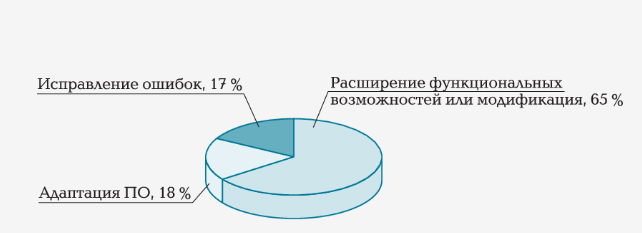 Исправление ошибок, 17 %
Расширение функциональных
возможностей или модификация, 65 %
Адаптация ПО, 18 %